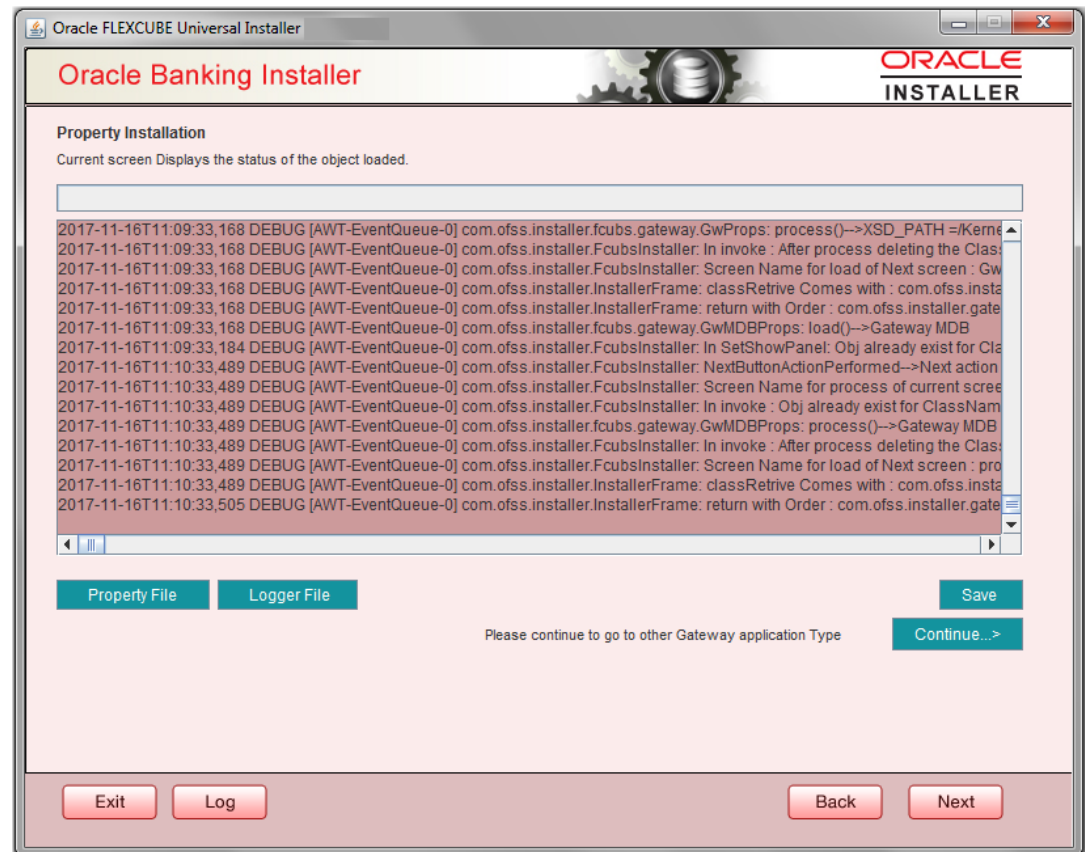 Oracle FLEXCUBE Universal Installer
Oracle Banking Installer
ORACLE
INSTALLER
Property Installation
Current screen Displays the status of the object loaded.
2017-11-16T11:09:33,168 DEBUG [AWT-EventQueue-0] com.ofss.installer.fcubs.gateway.GwProps: process()-->XSD_PATH =/Kerne
2017-11-16T11:09:33,168 DEBUG [AWT-EventQueue-0] com.ofss.installer.FcubsInstaller: In invoke : After process deleting the Clas
2017-11-16T11:09:33,168 DEBUG [AWT-EventQueue-0] com.ofss.installer.FcubsInstaller: Screen Name for load of Next screen : Gw
2017-11-16T11:09:33,168 DEBUG [AWT-EventQueue-0] com.ofss.installer.InstallerFrame: classRetrive Comes with : com.ofss.insta
2017-11-16T11:09:33,168 DEBUG [AWT-EventQueue-0] com.ofss.installer.InstallerFrame: return with Order : com.ofss.installer.gate
2017-11-16T11:09:33,168 DEBUG [AWT-EventQueue-0] com.ofss.installer.fcubs.gateway.GwMDBProps: load()-->Gateway MDB
2017-11-16T11:09:33,184 DEBUG [AWT-EventQueue-0] com.ofss.installer.FcubsInstaller: In SetShowPanel: Obj already exist for Cla
2017-11-16T11:10:33,489 DEBUG [AWT-EventQueue-0] com.ofss.installer.FcubsInstaller: NextButtonActionPerformed-->Next action
2017-11-16T11:10:33,489 DEBUG [AWT-EventQueue-0] com.ofss.installer.FcubsInstaller: Screen Name for process of current scree
2017-11-16T11:10:33,489 DEBUG [AWT-EventQueue-0] com.ofss.installer.FcubsInstaller: In invoke : Obj already exist for ClassNam
2017-11-16T11:10:33,489 DEBUG [AWT-EventQueue-0] com.ofss.installer.fcubs.gateway.GwMDBProps: process()-->Gateway MDB
2017-11-16T11:10:33,489 DEBUG [AWT-EventQueue-0] com.ofss.installer.FcubsInstaller: In invoke : After process deleting the Clas
2017-11-16T11:10:33,489 DEBUG [AWT-EventQueue-0] com.ofss.installer.FcubsInstaller: Screen Name for load of Next screen : pro
2017-11-16T11:10:33,489 DEBUG [AWT-EventQueue-0] com.ofss.installer.InstallerFrame: classRetrive Comes with : com.ofss.insta
2017-11-16T11:10:33,505 DEBUG [AWT-EventQueue-0] com.ofss.installer.InstallerFrame: return with Order : com.ofss.installer.gate
Property File Logger File Save
Please continue to go to other Gateway application Type Continue...>
Exit Log Back Next